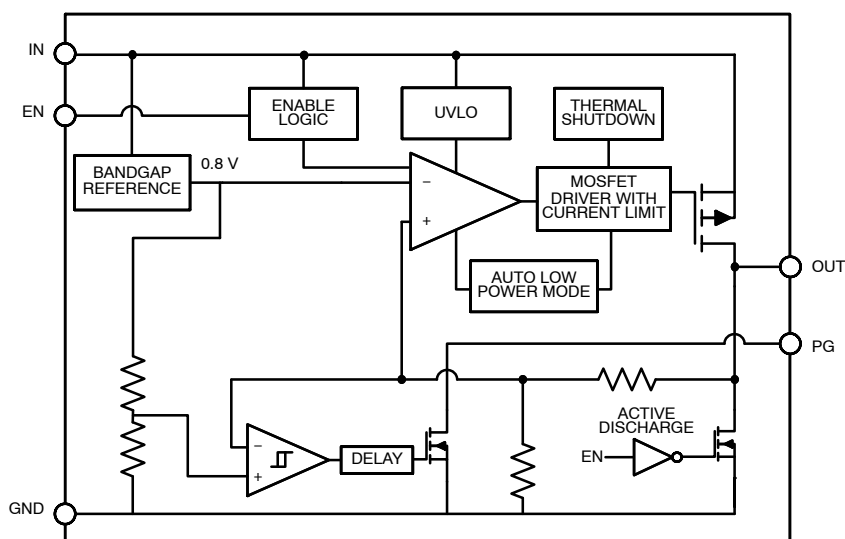 IN
EN
ENABLE
LOGIC
UVLO
THERMAL
SHUTDOWN
BANDGAP
REFERENCE
0.8 V
−
+
MOSFET
DRIVER WITH
CURRENT LIMIT
AUTO LOW
POWER MODE
OUT
PG
ACTIVE
DISCHARGE
−
+
DELAY
EN
GND